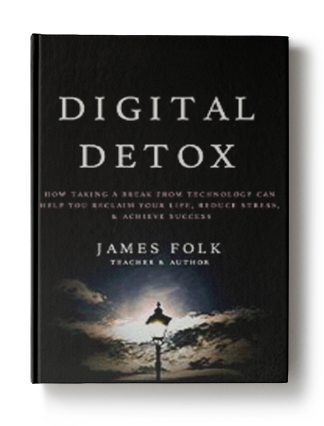 DIGITAL
DETOX
HOW TAKING A BREAK FROM TECHNOLOGY CAN
HELP YOU RECLAIM YOUR LIFE, REDUCE STRESS,
& ACHIEVE SUCCESS
JAMES FOLK
TEACHER & AUTHOR